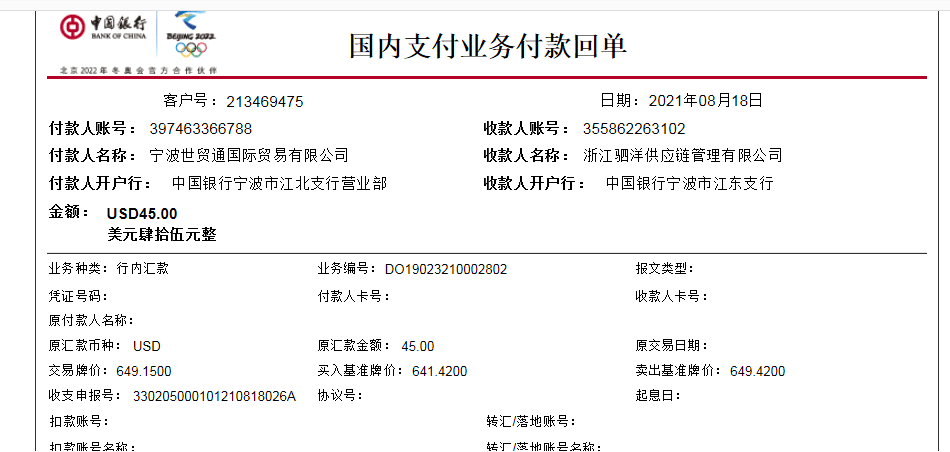 中国银行
BANK OF CHINA
BEIJING 2022
北京2022年冬奥会官方合作伙伴
国内支付业务付款回单
客户号：213469475 日期：2021年08月18日
付款人账号：397463366788 收款人账号：355862263102
付款人名称：宁波世贸通国际贸易有限公司 收款人名称：浙江驷洋供应链管理有限公司
付款人开户行：中国银行宁波市江北支行营业部 收款人开户行：中国银行宁波市江东支行
金额：USD45.00
美元肆拾伍元整
业务种类：行内汇款 业务编号：DO19023210002802 报文类型：
凭证号码： 付款人卡号： 收款人卡号：
原付款人名称：
原汇款币种：USD 原汇款金额：45.00 原交易日期：
交易牌价：649.1500 买入基准牌价：641.4200 卖出基准牌价：649.4200
收支申报号：330205000101210818026A 协议号： 起息日：
扣款账号： 转汇/落地账号：
扣款账号名称： 转汇/落地账号名称：